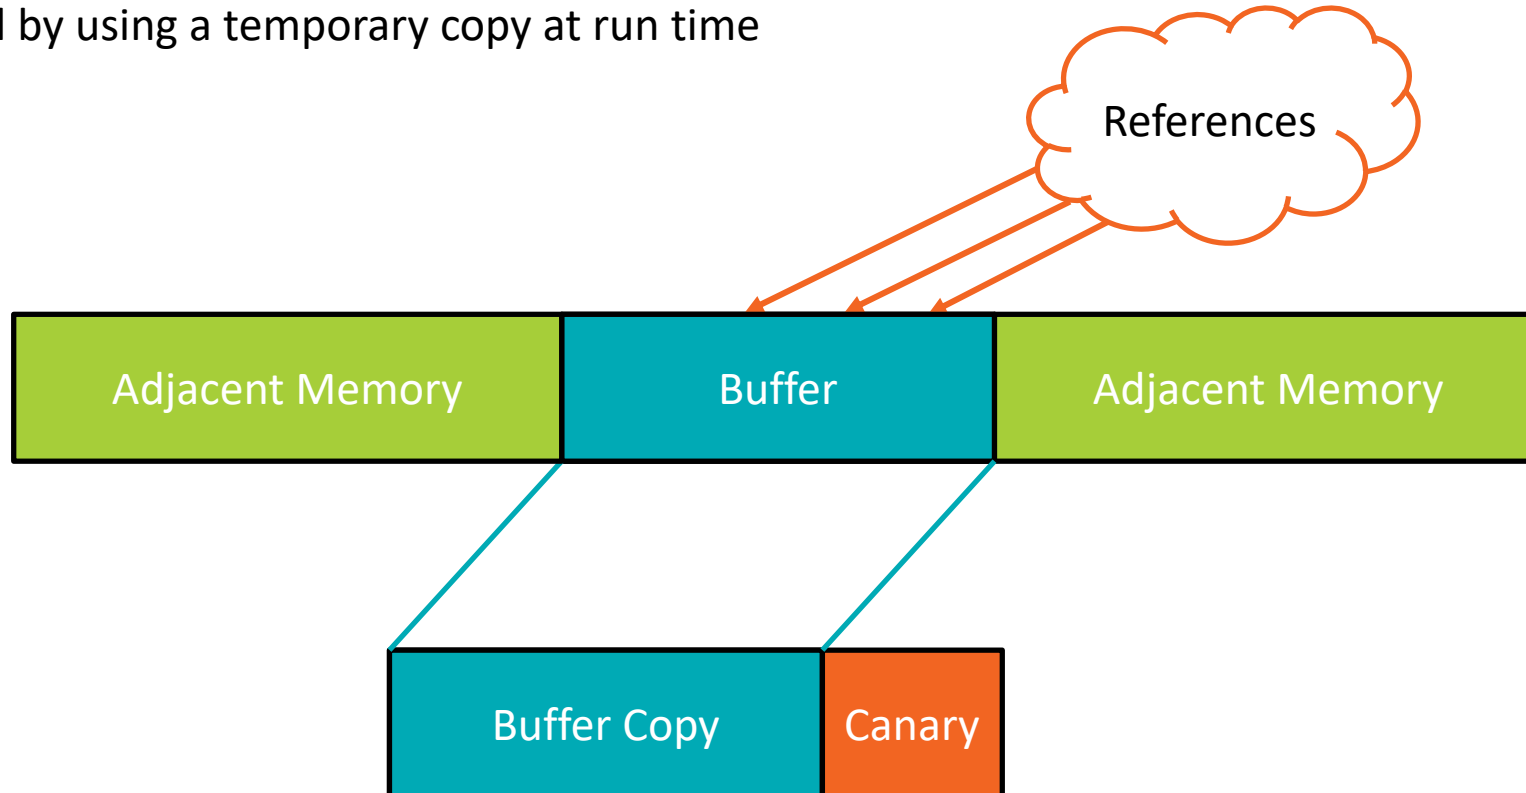 by using a temporary copy at run time
References
Adjacent Memory
Buffer
Adjacent Memory
Buffer Copy
Canary